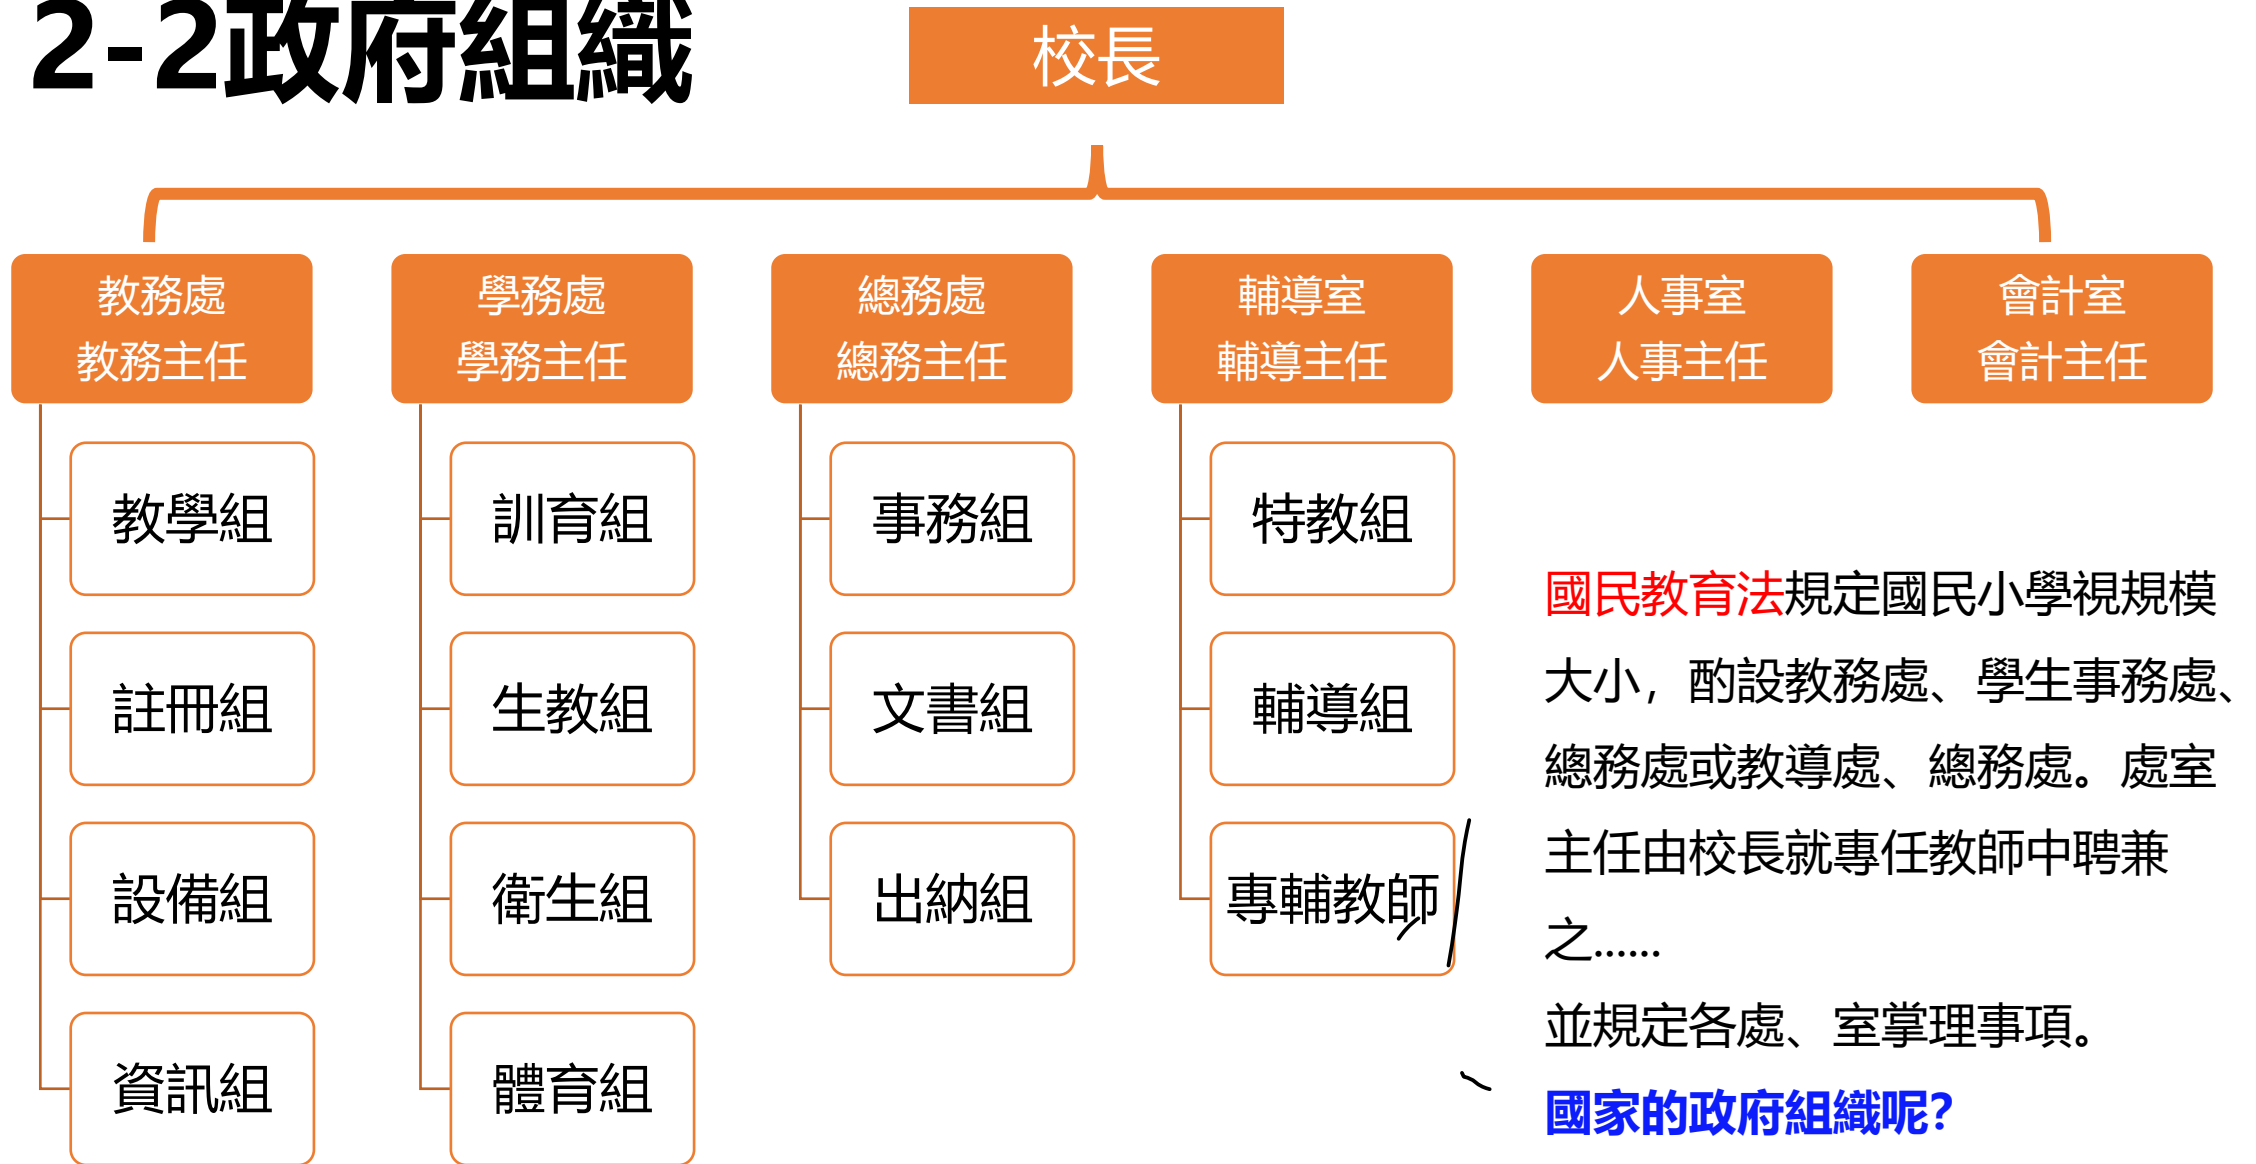 2-2政府組織
校長
教務處
教務主任
學務處
學務主任
總務處
總務主任
輔導室
輔導主任
人事室
人事主任
會計室
會計主任
教學組
註冊組
設備組
資訊組
訓育組
生教組
衛生組
體育組
事務組
文書組
出納組
特教組
輔導組
專輔教師
國民教育法規定國民小學視規模
大小，酌設教務處、學生事務處、
總務處或教導處、總務處。處室
主任由校長就專任教師中聘兼
之......
並規定各處、室掌理事項。
國家的政府組織呢?